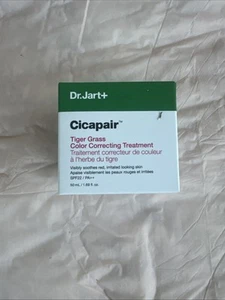 Dr.Jart+
Cicapair™
Tiger Grass
Color Correcting Treatment
Traitement correcteur de couleur
à l'herbe du tigre
Visibly soothes red, irritated looking skin
Apaise visiblement les peaux rouges et irritées
SPF22 / PA++
50 mL / 1.69 fl oz.